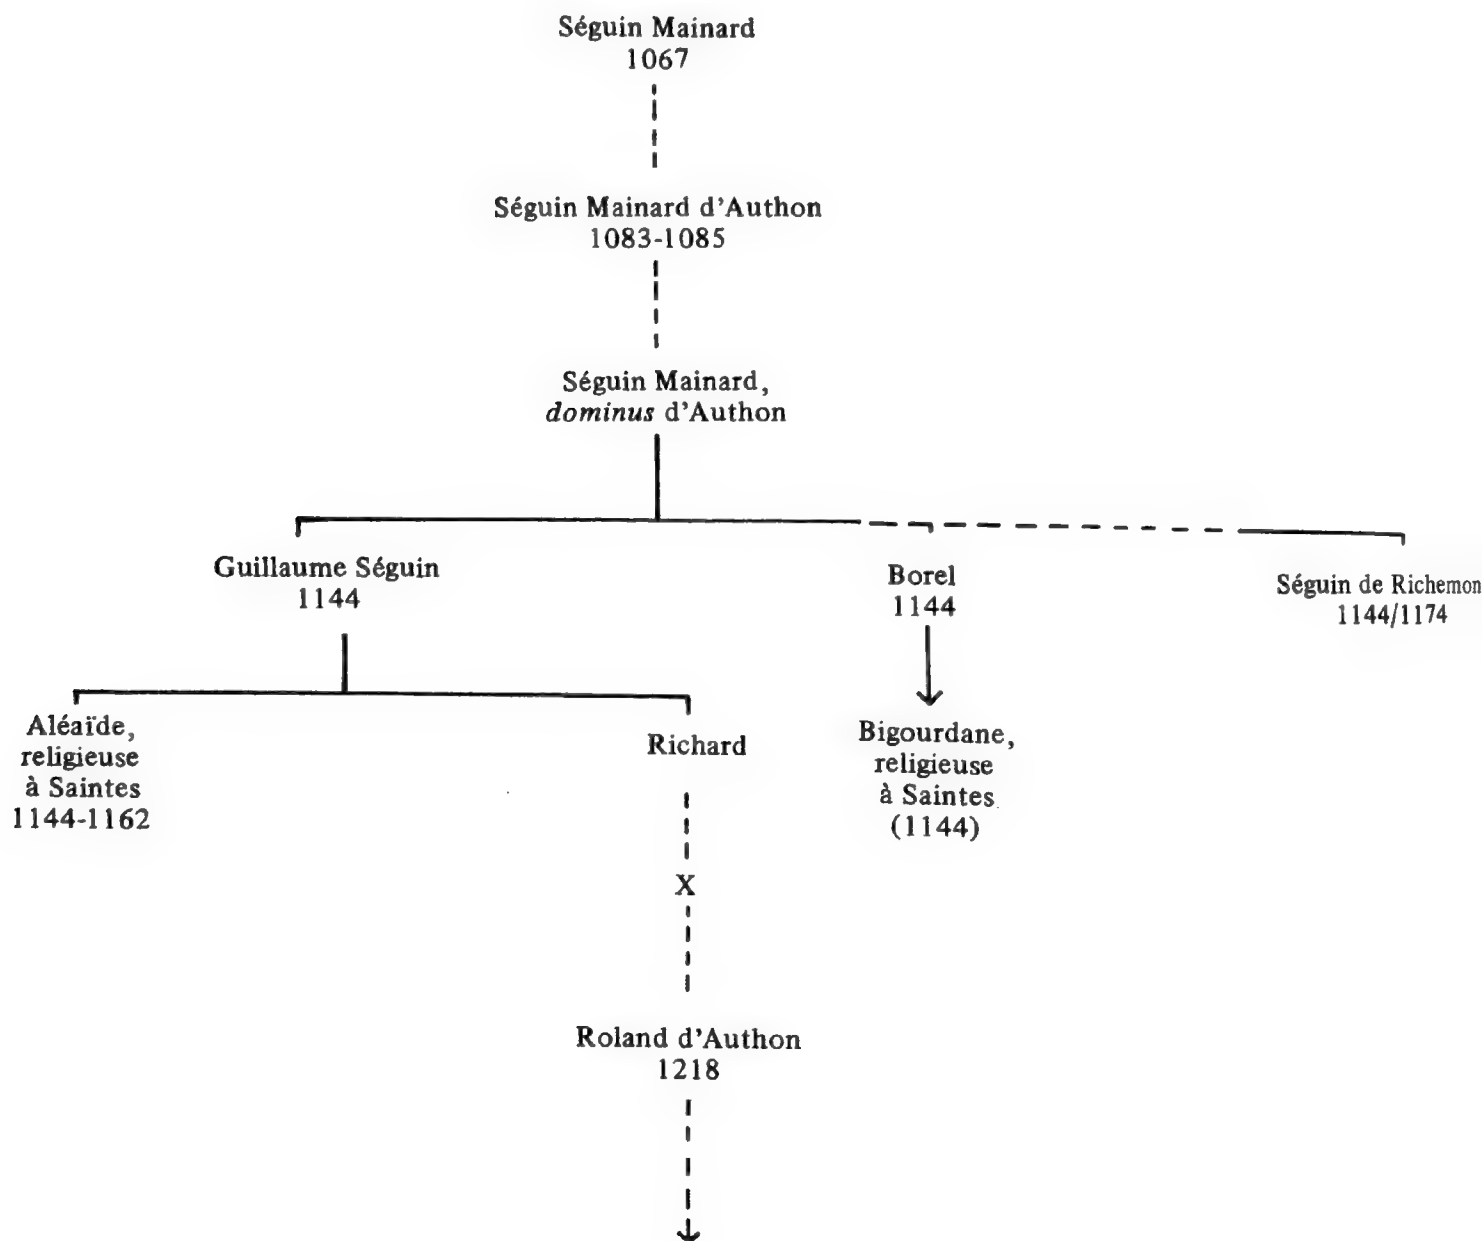 Séguin Mainard
1067
Séguin Mainard d'Authon
1083-1085
Séguin Mainard,
dominus d'Authon
Guillaume Séguin
1144
Borel
1144
Séguin de Richemon
1144/1174
Aléaïde,
religieuse
à Saintes
1144-1162
Richard
Bigourdane,
religieuse
à Saintes
(1144)
X
Roland d'Authon
1218